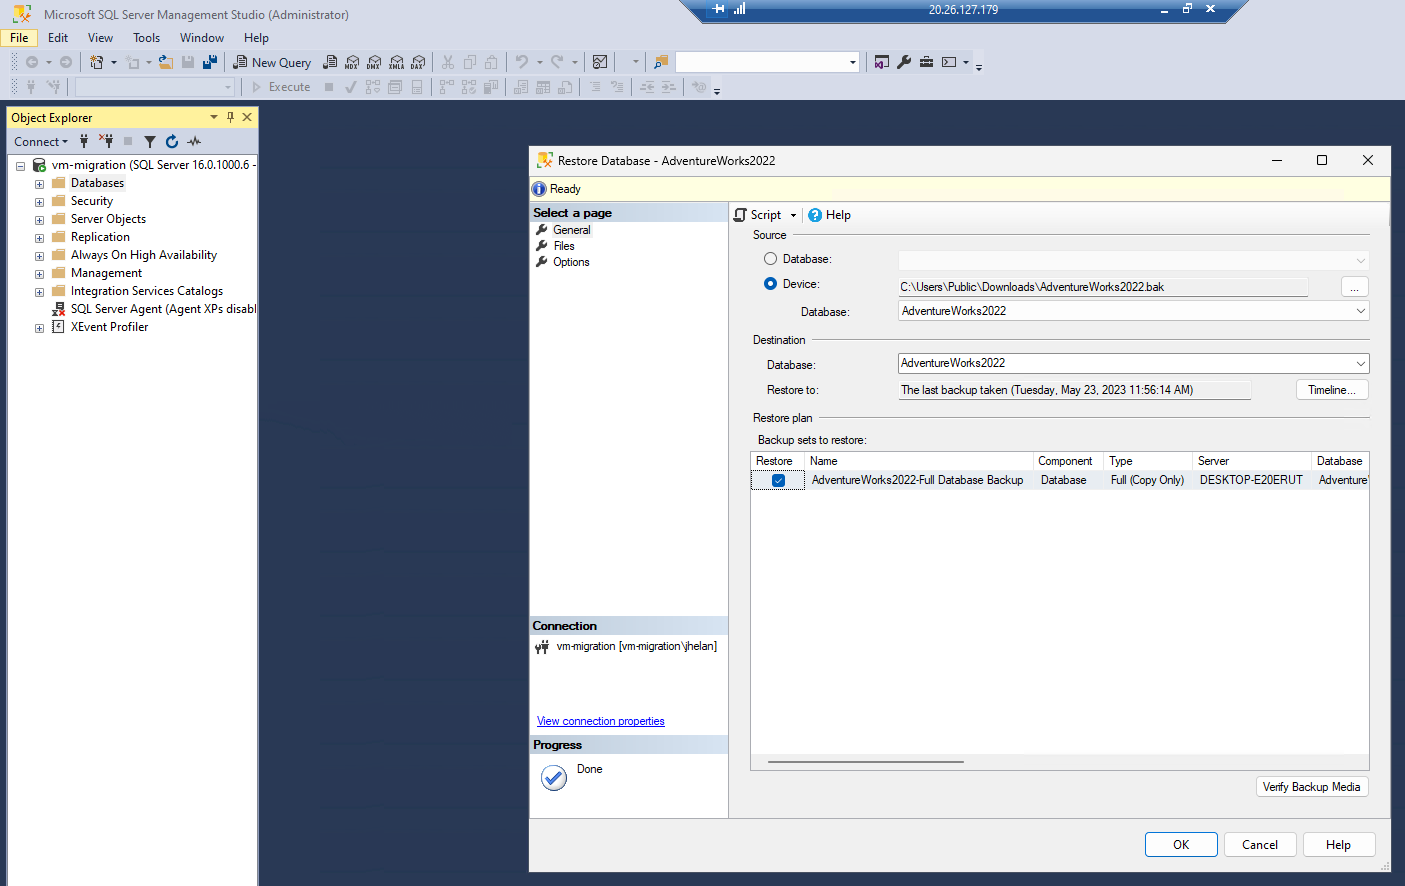 Microsoft SQL Server Management Studio (Administrator)
20.26.127.179
File Edit View Tools Window Help
New Query
MDX DMX XMLA DAX
Execute
Object Explorer
Connect
vm-migration (SQL Server 16.0.1000.6 -
Databases
Security
Server Objects
Replication
Always On High Availability
Management
Integration Services Catalogs
SQL Server Agent (Agent XPs disabl
XEvent Profiler
Restore Database - AdventureWorks2022
Ready
Select a page
General
Files
Options
Script Help
Source
Database:
Device: C:\Users\Public\Downloads\AdventureWorks2022.bak ...
Database: AdventureWorks2022
Destination
Database: AdventureWorks2022
Restore to: The last backup taken (Tuesday, May 23, 2023 11:56:14 AM) Timeline...
Restore plan
Backup sets to restore:
Restore Name Component Type Server Database
AdventureWorks2022-Full Database Backup Database Full (Copy Only) DESKTOP-E20ERUT Adventure
Connection
vm-migration [vm-migration\jhelan]
View connection properties
Progress
Done
Verify Backup Media
OK Cancel Help